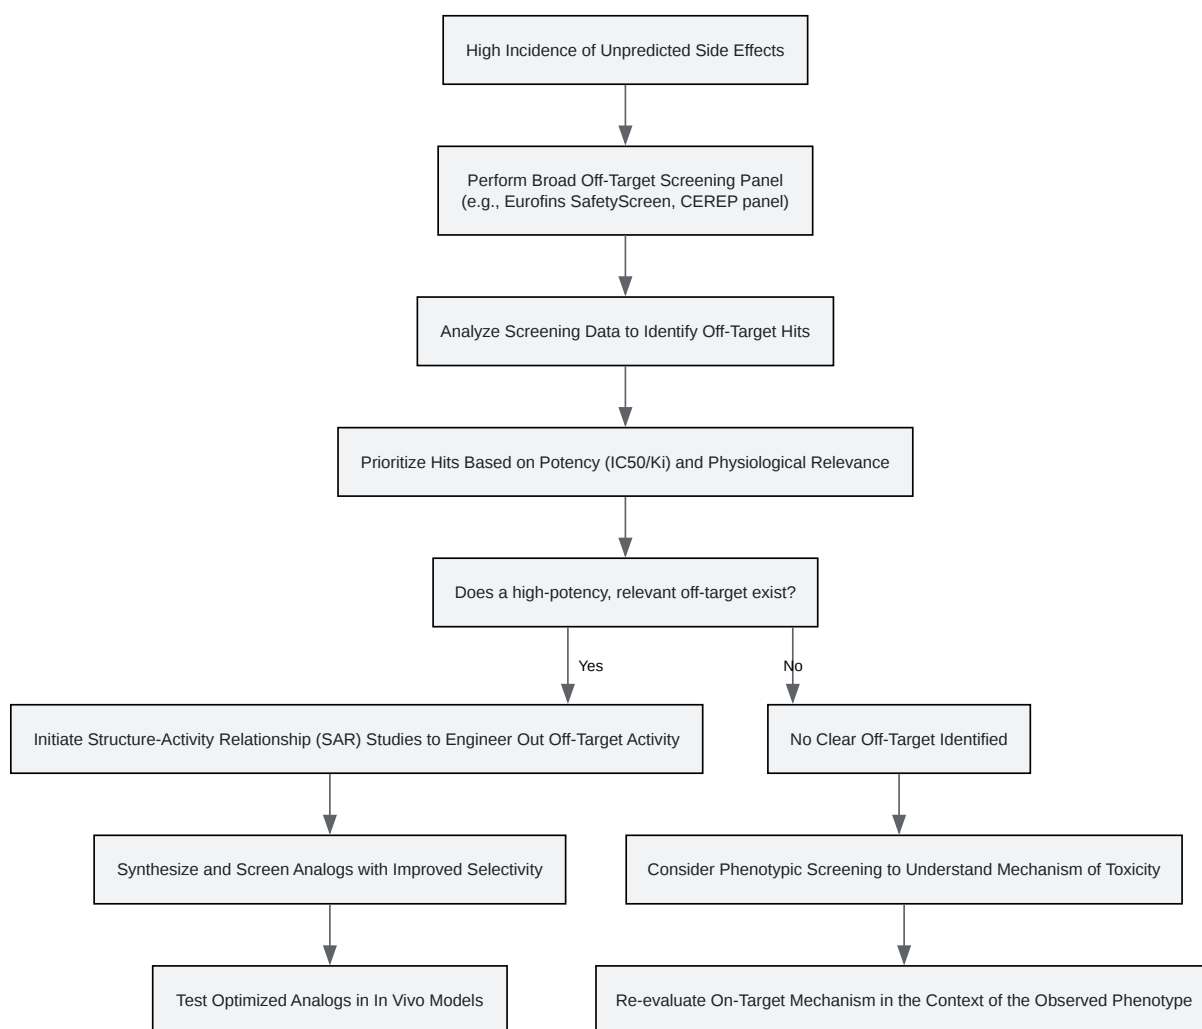 High Incidence of Unpredicted Side Effects
Perform Broad Off-Target Screening Panel
(e.g., Eurofins SafetyScreen, CEREP panel)
Analyze Screening Data to Identify Off-Target Hits
Prioritize Hits Based on Potency (IC50/Ki) and Physiological Relevance
Does a high-potency, relevant off-target exist?
Yes
No
Initiate Structure-Activity Relationship (SAR) Studies to Engineer Out Off-Target Activity
No Clear Off-Target Identified
Synthesize and Screen Analogs with Improved Selectivity
Consider Phenotypic Screening to Understand Mechanism of Toxicity
Test Optimized Analogs in In Vivo Models
Re-evaluate On-Target Mechanism in the Context of the Observed Phenotype